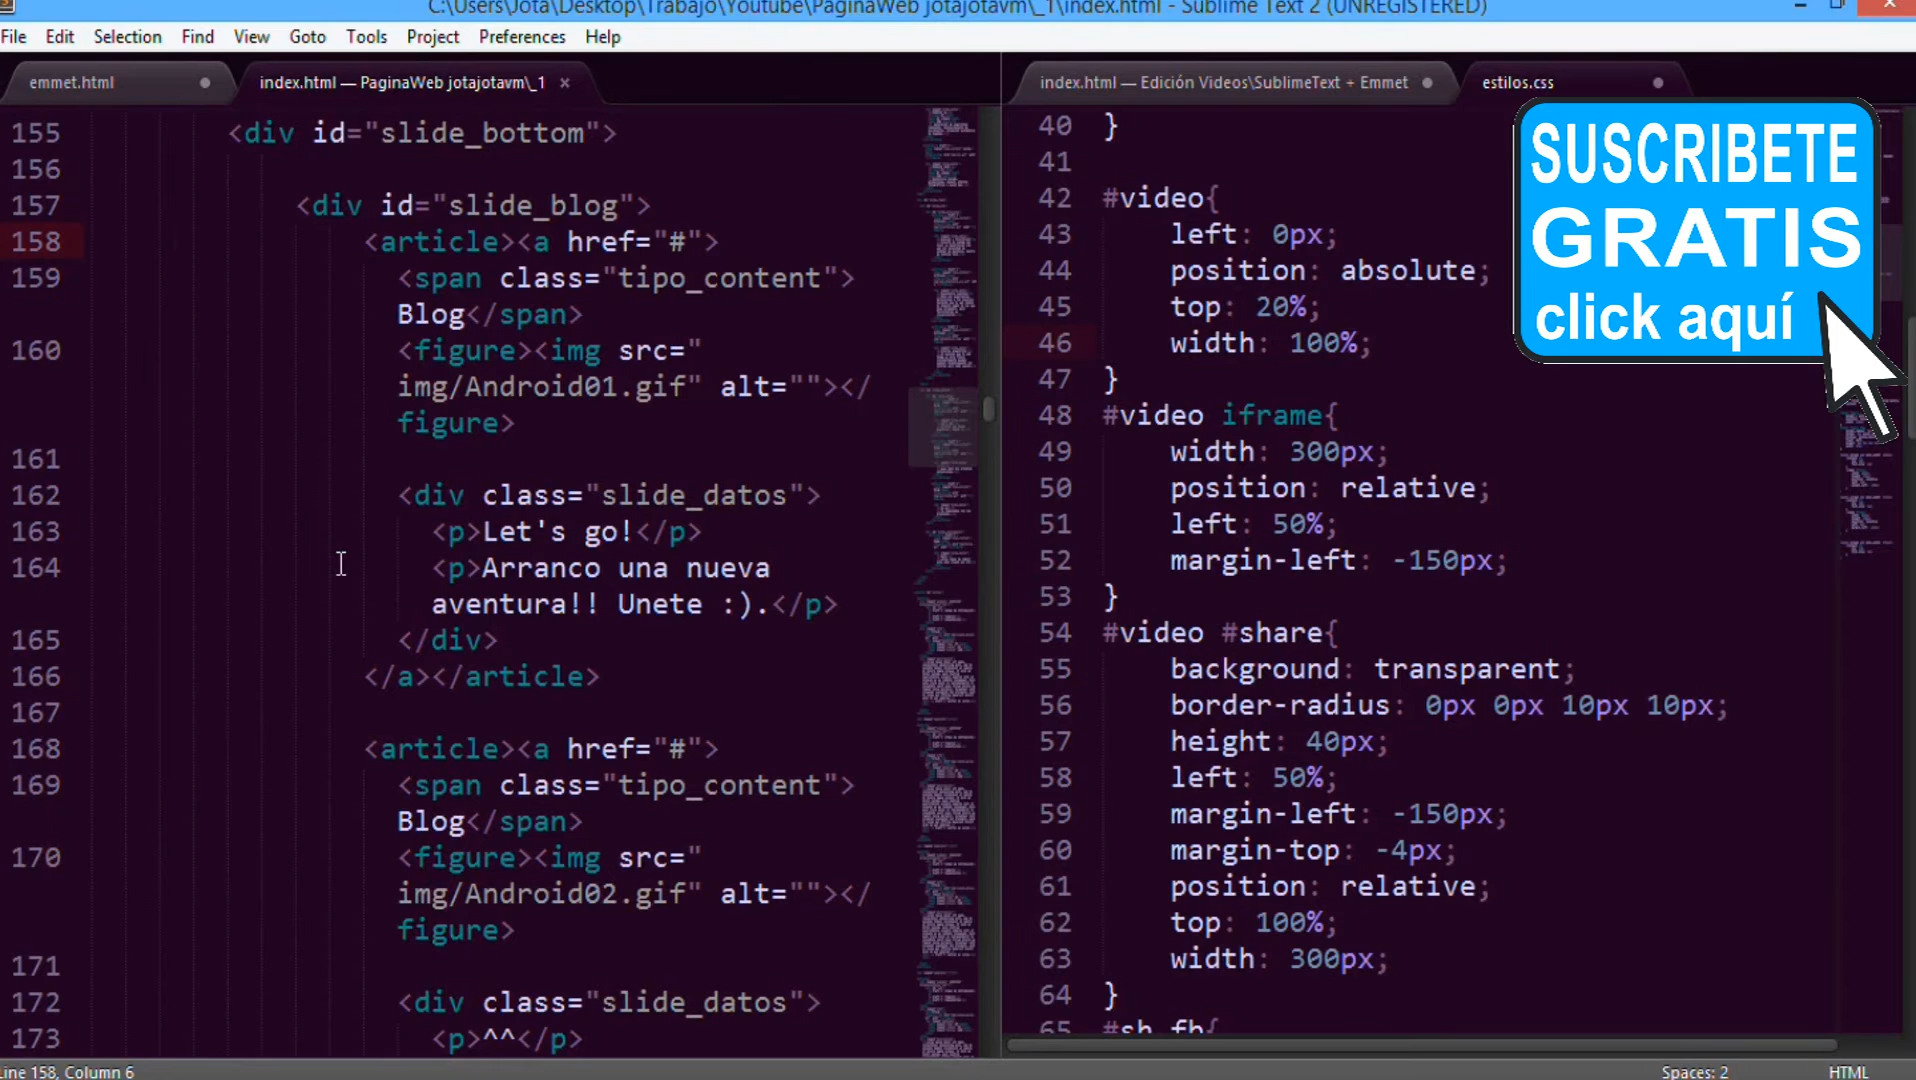 C:\Users\Jota\Desktop\Trabajo\Youtube\PaginaWeb jotajotavm\_1\index.html - Sublime Text 2 (UNREGISTERED)
File Edit Selection Find View Goto Tools Project Preferences Help
emmet.html
index.html — PaginaWeb jotajotavm\_1
155 <div id="slide_bottom">
156
157 <div id="slide_blog">
158 <article><a href="#">
159 <span class="tipo_content">
Blog</span>
160 <figure><img src="
img/Android01.gif" alt=""></
figure>
161
162 <div class="slide_datos">
163 <p>Let's go!</p>
164 <p>Arranco una nueva
aventura!! Unete :).</p>
165 </div>
166 </a></article>
167
168 <article><a href="#">
169 <span class="tipo_content">
Blog</span>
170 <figure><img src="
img/Android02.gif" alt=""></
figure>
171
172 <div class="slide_datos">
173 <p>^^</p>
index.html — Edición Videos\SublimeText + Emmet
estilos.css
40 }
41
42 #video{
43 left: 0px;
44 position: absolute;
45 top: 20%;
46 width: 100%;
47 }
48 #video iframe{
49 width: 300px;
50 position: relative;
51 left: 50%;
52 margin-left: -150px;
53 }
54 #video #share{
55 background: transparent;
56 border-radius: 0px 0px 10px 10px;
57 height: 40px;
58 left: 50%;
59 margin-left: -150px;
60 margin-top: -4px;
61 position: relative;
62 top: 100%;
63 width: 300px;
64 }
65 #sh_fb{
SUSCRIBETE
GRATIS
click aquí
Line 158, Column 6
Spaces: 2
HTML